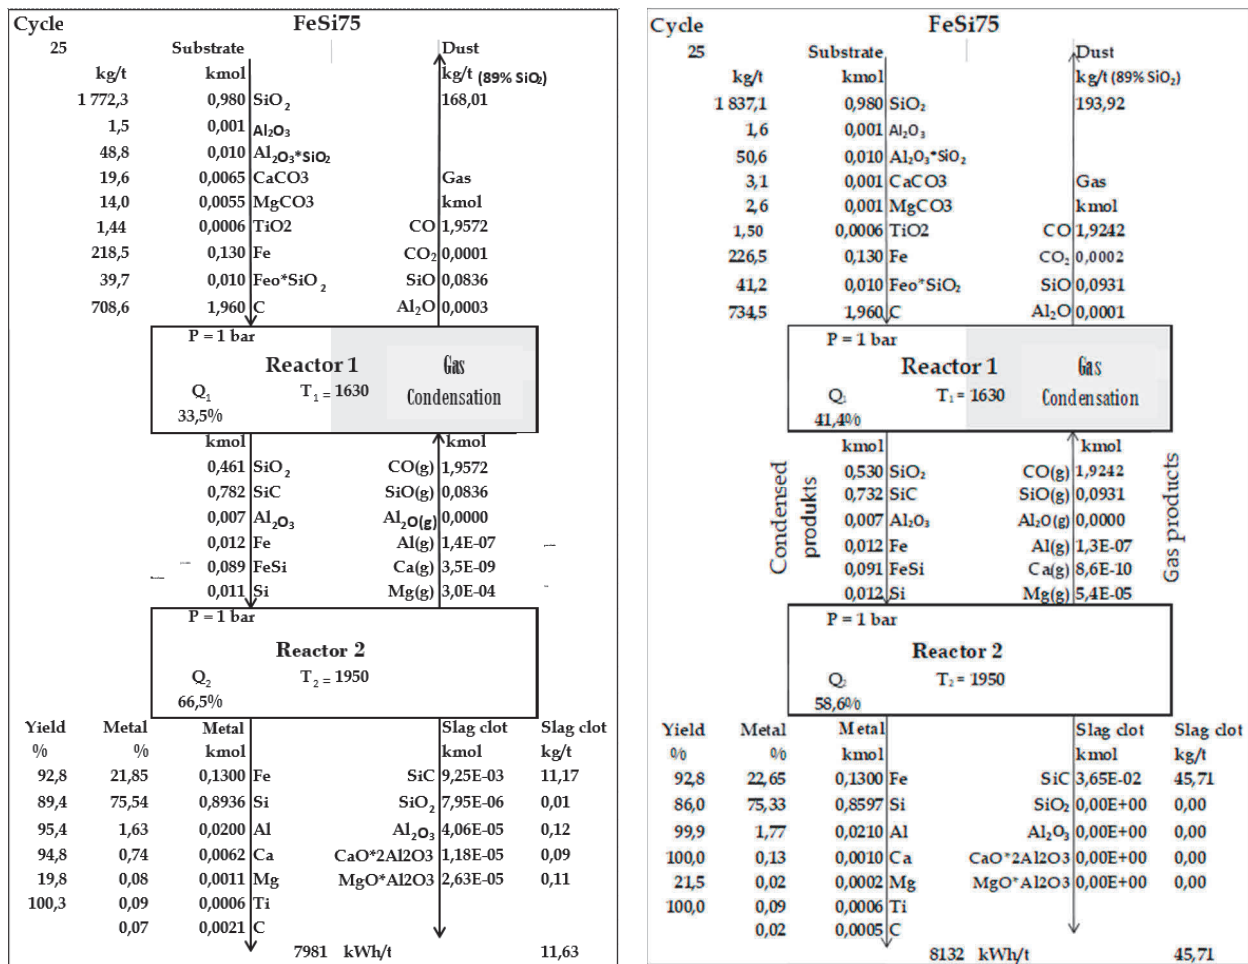 Cycle FeSi75
25 Substrate Dust
kg/t kmol kg/t (89% SiO₂)
1 772,3 0,980 SiO₂ 168,01
1,5 0,001 Al₂O₃
48,8 0,010 Al₂O₃*SiO₂
19,6 0,0065 CaCO3 Gas
14,0 0,0055 MgCO3 kmol
1,44 0,0006 TiO2 CO 1,9572
218,5 0,130 Fe CO₂ 0,0001
39,7 0,010 Feo*SiO₂ SiO 0,0836
708,6 1,960 C Al₂O 0,0003
P = 1 bar
Reactor 1 Gas
Q₁ T₁ = 1630 Condensation
33,5%
kmol kmol
0,461 SiO₂ CO(g) 1,9572
0,782 SiC SiO(g) 0,0836
0,007 Al₂O₃ Al₂O(g) 0,0000
0,012 Fe Al(g) 1,4E-07
0,089 FeSi Ca(g) 3,5E-09
0,011 Si Mg(g) 3,0E-04
P = 1 bar
Reactor 2
Q₂ T₂ = 1950
66,5%
Yield Metal Metal Slag clot Slag clot
% % kmol kmol kg/t
92,8 21,85 0,1300 Fe SiC 9,25E-03 11,17
89,4 75,54 0,8936 Si SiO₂ 7,95E-06 0,01
95,4 1,63 0,0200 Al Al₂O₃ 4,06E-05 0,12
94,8 0,74 0,0062 Ca CaO*2Al2O3 1,18E-05 0,09
19,8 0,08 0,0011 Mg MgO*Al2O3 2,63E-05 0,11
100,3 0,09 0,0006 Ti
0,07 0,0021 C
7981 kWh/t 11,63
Cycle FeSi75
25 Substrate Dust
kg/t kmol kg/t (89% SiO₂)
1 837,1 0,980 SiO₂ 193,92
1,6 0,001 Al₂O₃
50,6 0,010 Al₂O₃*SiO₂
3,1 0,001 CaCO3 Gas
2,6 0,001 MgCO3 kmol
1,50 0,0006 TiO2 CO 1,9242
226,5 0,130 Fe CO₂ 0,0002
41,2 0,010 Feo*SiO₂ SiO 0,0931
734,5 1,960 C Al₂O 0,0001
P = 1 bar
Reactor 1 Gas
Q₁ T₁ = 1630 Condensation
41,4%
kmol kmol
0,530 SiO₂ CO(g) 1,9242
0,732 SiC SiO(g) 0,0931
0,007 Al₂O₃ Al₂O(g) 0,0000
0,012 Fe Al(g) 1,3E-07
0,091 FeSi Ca(g) 8,6E-10
0,012 Si Mg(g) 5,4E-05
Condensed
produkts
Gas products
P = 1 bar
Reactor 2
Q₂ T₂ = 1950
58,6%
Yield Metal Metal Slag clot Slag clot
% % kmol kmol kg/t
92,8 22,65 0,1300 Fe SiC 3,65E-02 45,71
86,0 75,33 0,8597 Si SiO₂ 0,00E+00 0,00
99,9 1,77 0,0210 Al Al₂O₃ 0,00E+00 0,00
100,0 0,13 0,0010 Ca CaO*2Al2O3 0,00E+00 0,00
21,5 0,02 0,0002 Mg MgO*Al2O3 0,00E+00 0,00
100,0 0,09 0,0006 Ti
0,02 0,0005 C
8132 kWh/t 45,71